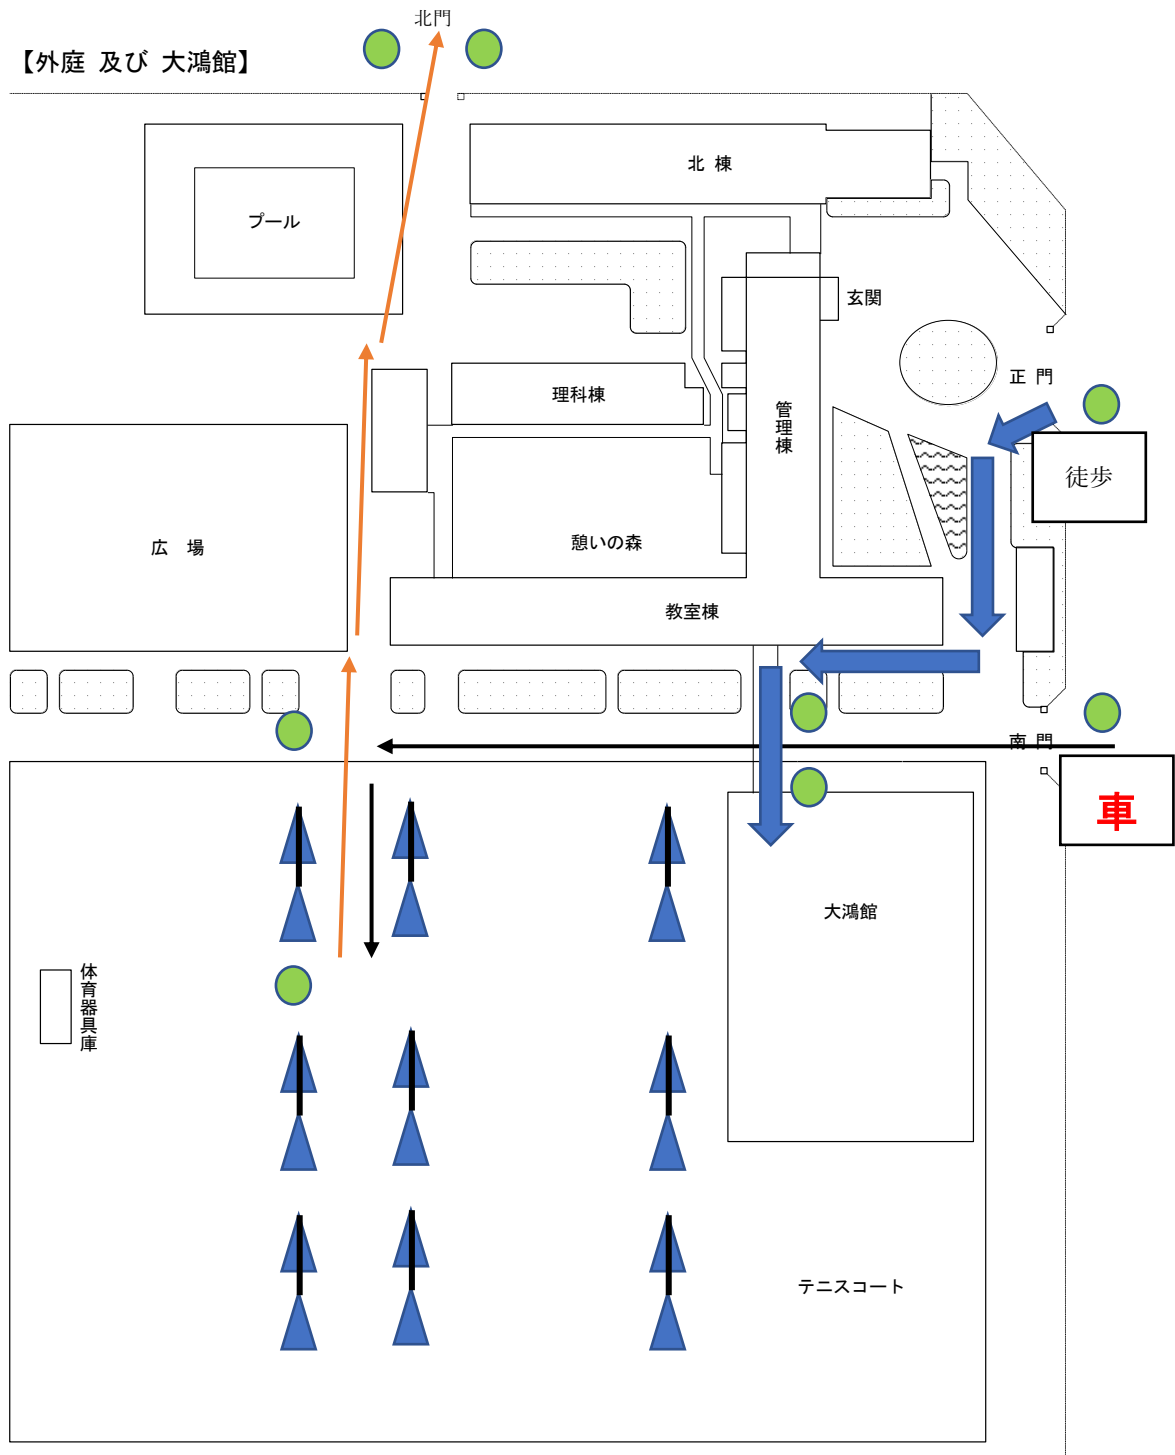 北門
【外庭 及び 大鴻館】
北 棟
プール
玄関
正 門
理科棟
管理棟
徒歩
広 場
憩いの森
教室棟
南 門
車
大鴻館
体育器具庫
テニスコート